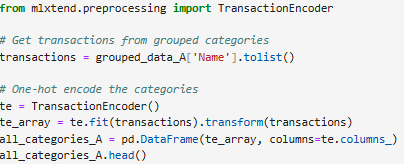 from mlxtend.preprocessing import TransactionEncoder
# Get transactions from grouped categories
transactions = grouped_data_A['Name'].tolist()
# One-hot encode the categories
te = TransactionEncoder()
te_array = te.fit(transactions).transform(transactions)
all_categories_A = pd.DataFrame(te_array, columns=te.columns_)
all_categories_A.head()